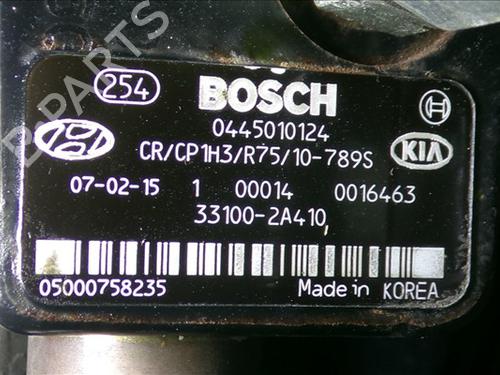 254
BOSCH
0445010124
CR/CP1H3/R75/10-789S
KIA
07-02-15 1 00014 0016463
33100-2A410
05000758235 Made in KOREA